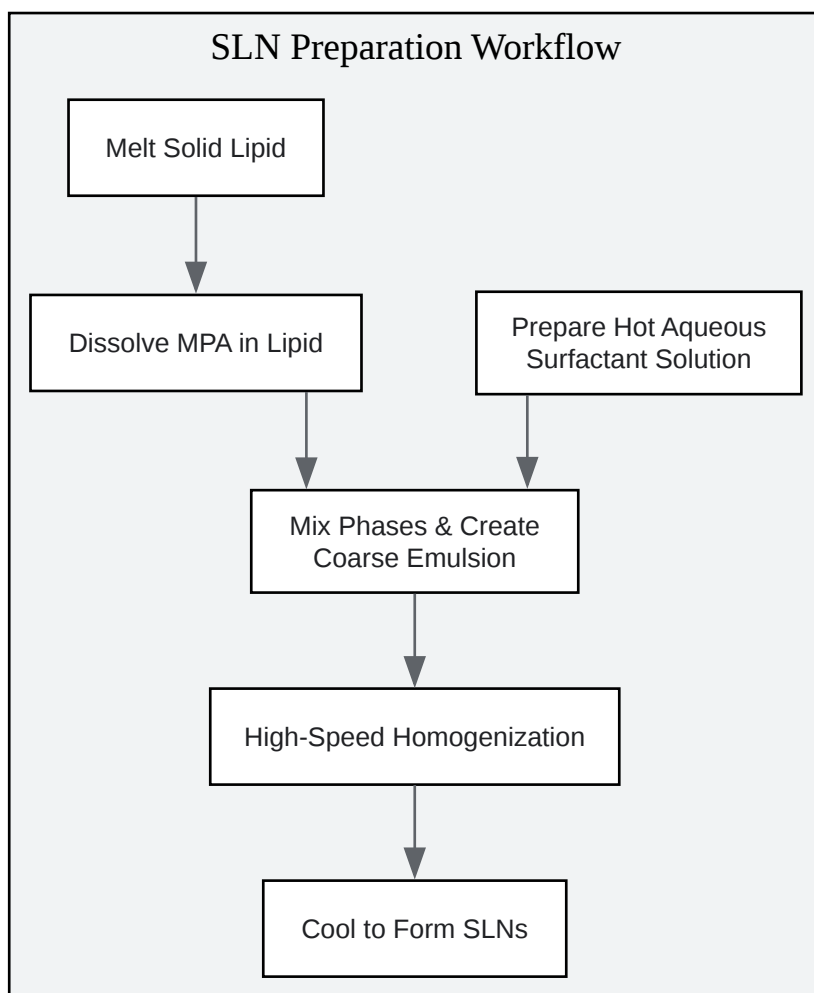 SLN Preparation Workflow
Melt Solid Lipid
Dissolve MPA in Lipid
Prepare Hot Aqueous
Surfactant Solution
Mix Phases & Create
Coarse Emulsion
High-Speed Homogenization
Cool to Form SLNs